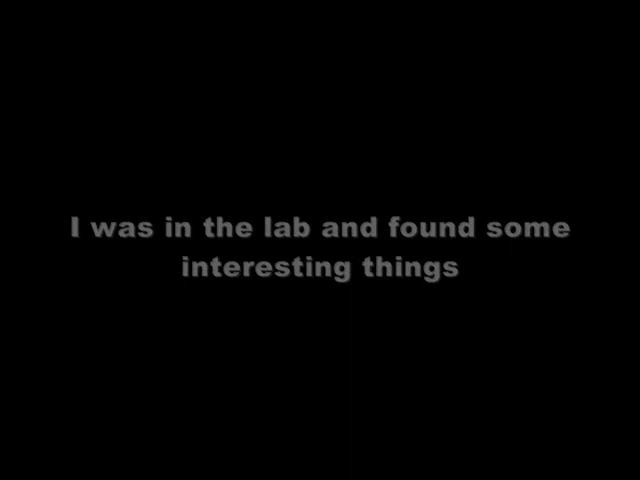 I was in the lab and found some
interesting things